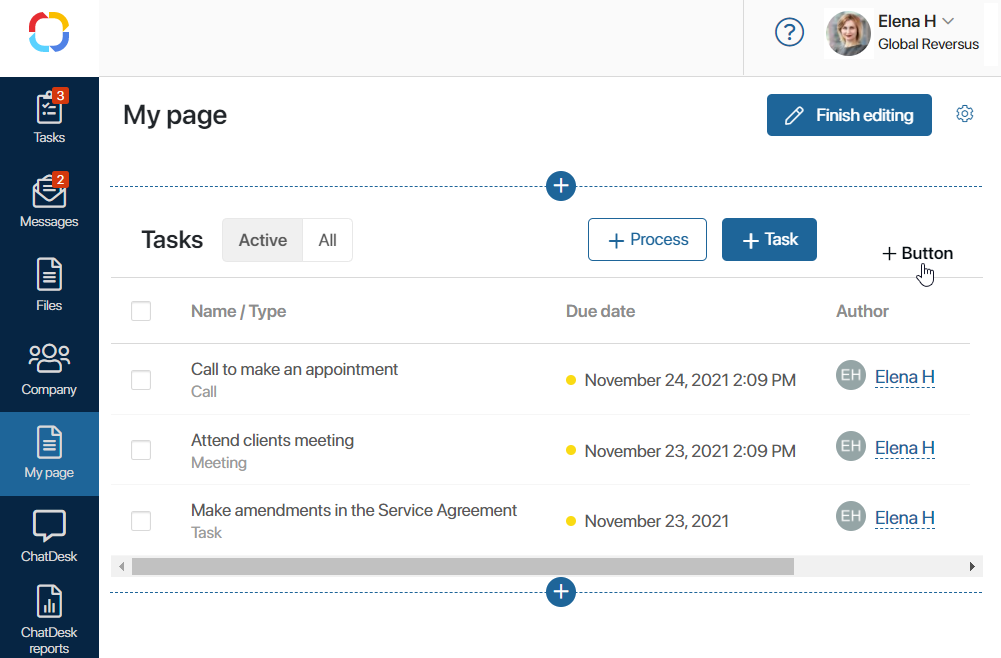 ?
Elena H
Global Reversus
3
Tasks
2
Messages
Files
Company
My page
ChatDesk
ChatDesk
reports
My page
Finish editing
+
Tasks
Active
All
+ Process
+ Task
+ Button
Name / Type
Due date
Author
Call to make an appointment
Call
November 24, 2021 2:09 PM
EH
Elena H
Attend clients meeting
Meeting
November 23, 2021 2:09 PM
EH
Elena H
Make amendments in the Service Agreement
Task
November 23, 2021
EH
Elena H
+